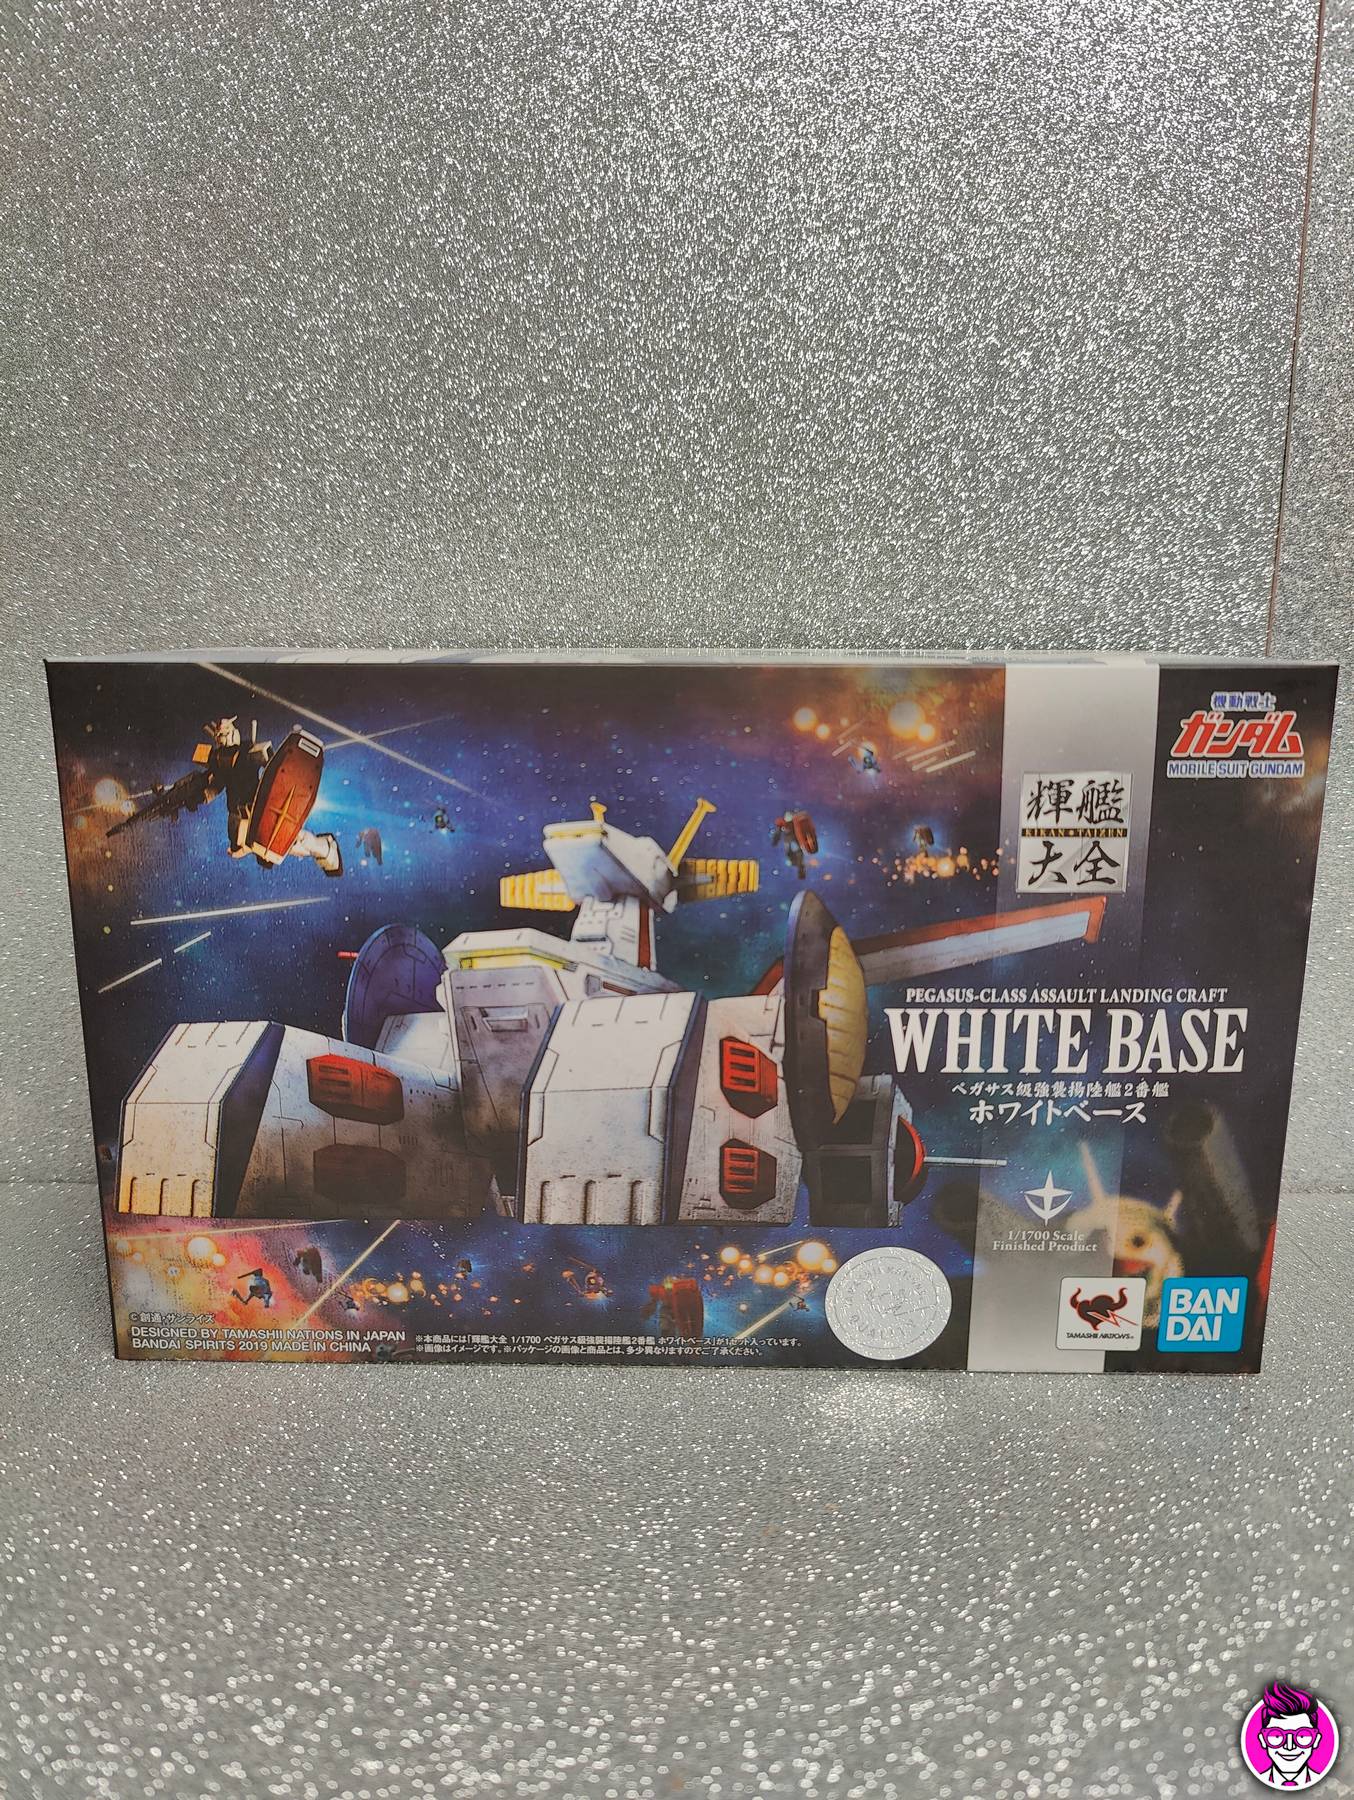 機動戦士
ガンダム
MOBILE SUIT GUNDAM
輝艦
KIKAN★TAIZEN
大全
PEGASUS-CLASS ASSAULT LANDING CRAFT
WHITE BASE
ペガサス級強襲揚陸艦2番艦
ホワイトベース
1/1700 Scale
Finished Product
TAMASHII NATIONS
BAN
DAI
©創通・サンライズ
DESIGNED BY TAMASHII NATIONS IN JAPAN
BANDAI SPIRITS 2019 MADE IN CHINA
※本商品には「輝艦大全 1/1700 ペガサス級強襲揚陸艦2番艦 ホワイトベース」が1セット入っています。
※画像はイメージです。※パッケージの画像と商品とは、多少異なりますのでご了承ください。